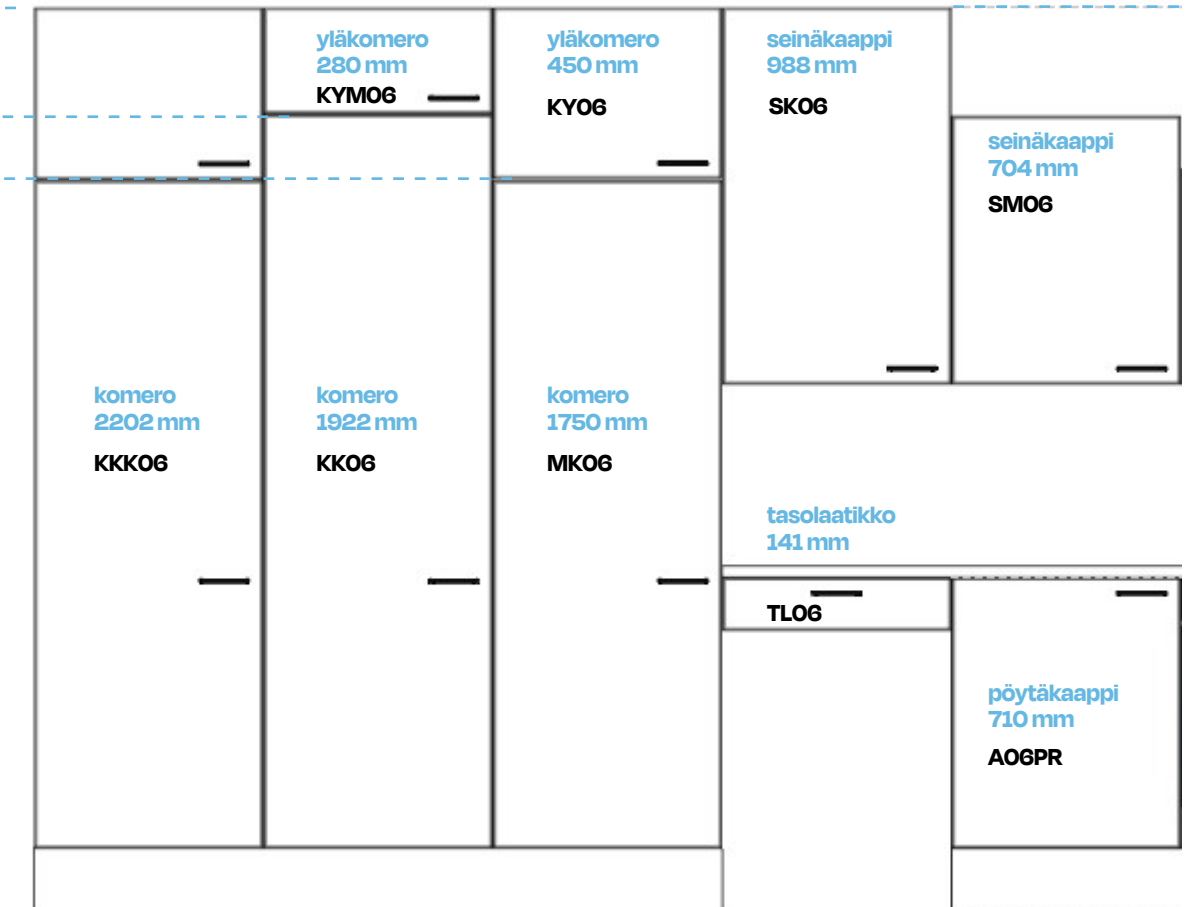 yläkomero
280 mm
KYM06
yläkomero
450 mm
KY06
seinäkaappi
988 mm
SK06
seinäkaappi
704 mm
SM06
komero
2202 mm
KKK06
komero
1922 mm
KK06
komero
1750 mm
MK06
tasolaatikko
141 mm
TL06
pöytäkaappi
710 mm
A06PR